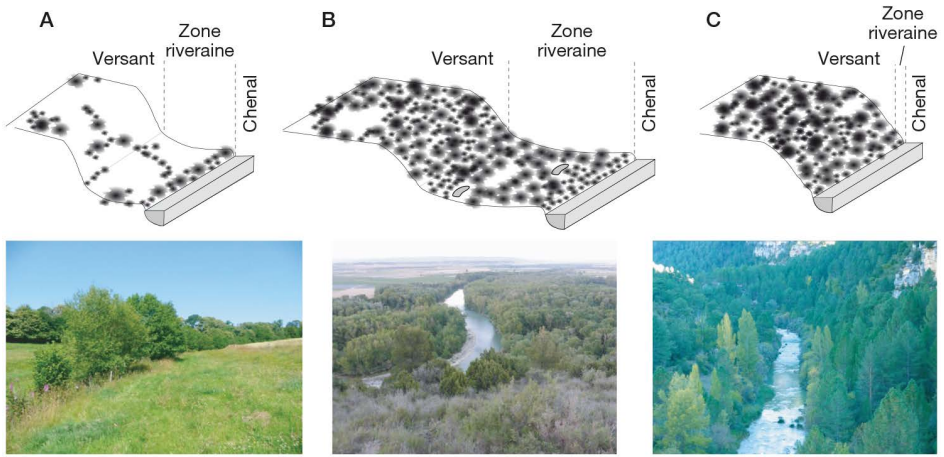 A
Versant
Zone
riveraine
Chenal
B
Versant
Zone
riveraine
Chenal
C
Versant
Zone
riveraine
Chenal